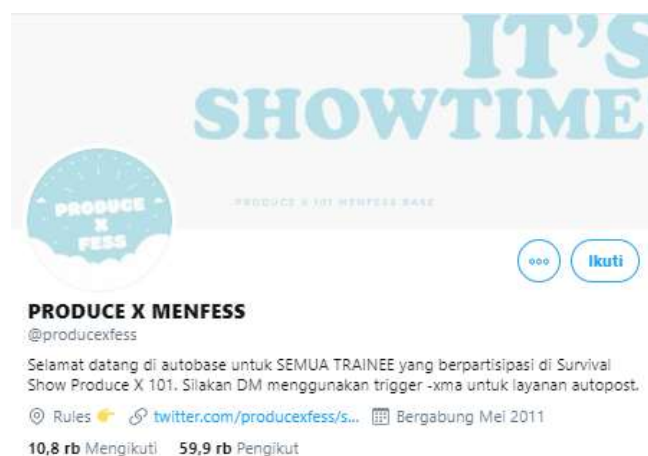 IT'S
SHOWTIME
PRODUCE X 101 MENFESS BASE
PRODUCE
X
FESS
Ikuti
PRODUCE X MENFESS
@producexfess
Selamat datang di autobase untuk SEMUA TRAINEE yang berpartisipasi di Survival
Show Produce X 101. Silakan DM menggunakan trigger -xma untuk layanan autopost.
Rules 👉 twitter.com/producexfess/s... Bergabung Mei 2011
10,8 rb Mengikuti 59,9 rb Pengikut